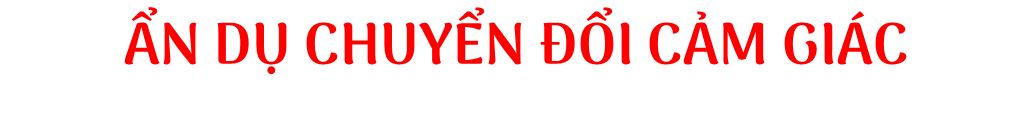 ẨN DỤ CHUYỂN ĐỔI CẢM GIÁC